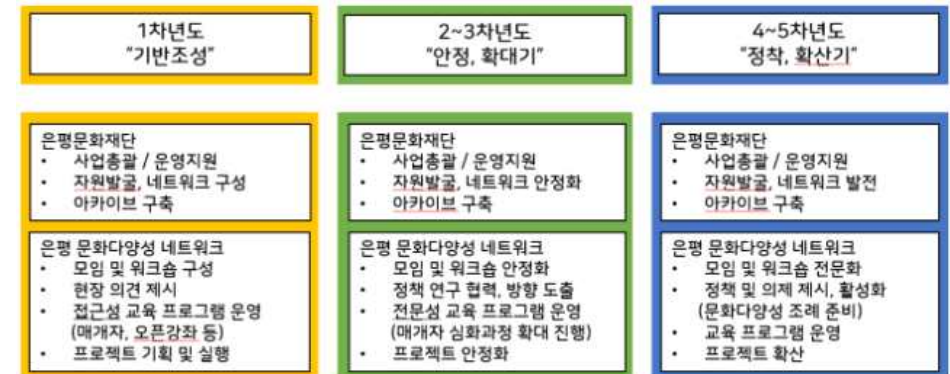 1차년도
"기반조성"
2~3차년도
"안정, 확대기"
4~5차년도
"정착, 확산기"
은평문화재단
• 사업총괄 / 운영지원
• 자원발굴, 네트워크 구성
• 아카이브 구축
은평 문화다양성 네트워크
• 모임 및 워크숍 구성
• 현장 의견 제시
• 접근성 교육 프로그램 운영
(매개자, 오픈강좌 등)
• 프로젝트 기획 및 실행
은평문화재단
• 사업총괄 / 운영지원
• 자원발굴, 네트워크 안정화
• 아카이브 구축
은평 문화다양성 네트워크
• 모임 및 워크숍 안정화
• 정책 연구 협력, 방향 도출
• 전문성 교육 프로그램 운영
(매개자 심화과정 확대 진행)
• 프로젝트 안정화
은평문화재단
• 사업총괄 / 운영지원
• 자원발굴, 네트워크 발전
• 아카이브 구축
은평 문화다양성 네트워크
• 모임 및 워크숍 전문화
• 정책 및 의제 제시, 활성화
(문화다양성 조례 준비)
• 교육 프로그램 운영
• 프로젝트 확산